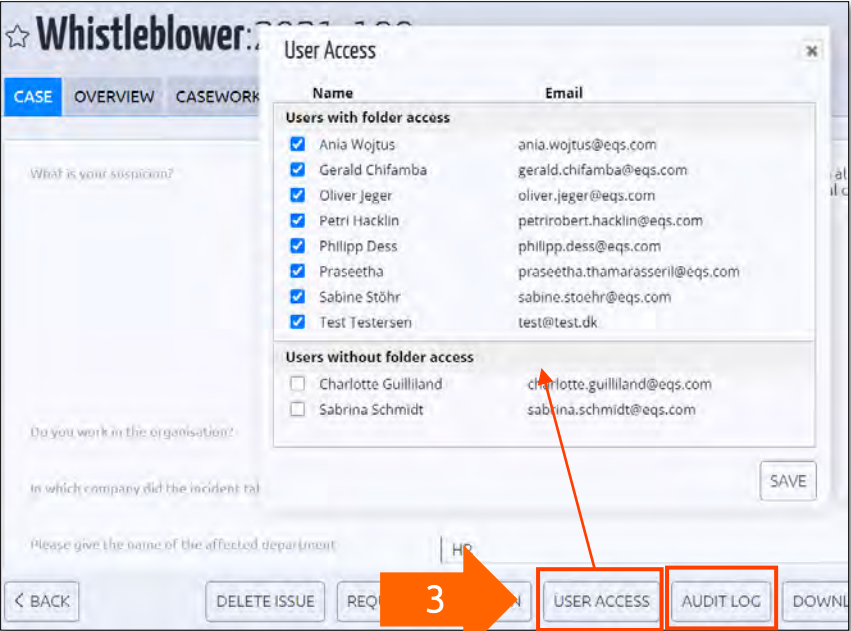 ☆ Whistleblower:
User Access
CASE OVERVIEW CASEWORK
Name Email
Users with folder access
Ania Wojtus ania.wojtus@eqs.com
Gerald Chifamba gerald.chifamba@eqs.com
What is your suspicion?
Oliver Jeger oliver.jeger@eqs.com
Petri Hacklin petrirobert.hacklin@eqs.com
Philipp Dess philipp.dess@eqs.com
Praseetha praseetha.thamarasseril@eqs.com
Sabine Stöhr sabine.stoehr@eqs.com
Test Testersen test@test.dk
Users without folder access
Charlotte Guilliland charlotte.guilliland@eqs.com
Sabrina Schmidt sabrina.schmidt@eqs.com
Do you work in the organisation?
In which company did the incident
SAVE
Please give the name of the affected department HR
< BACK DELETE ISSUE 3 USER ACCESS AUDIT LOG